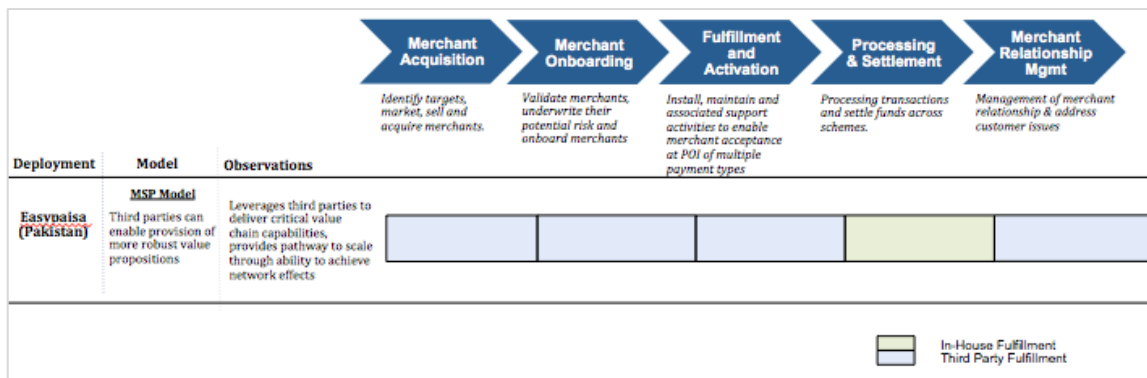 Merchant
Acquisition
Merchant
Onboarding
Fulfillment
and
Activation
Processing
& Settlement
Merchant
Relationship
Mgmt
Identify targets,
market, sell and
acquire merchants.
Validate merchants,
underwrite their
potential risk and
onboard merchants
Install, maintain and
associated support
activities to enable
merchant acceptance
at POI of multiple
payment types
Processing transactions
and settle funds across
schemes.
Management of merchant
relationship & address
customer issues
Deployment
Model
Observations
Easypaisa
(Pakistan)
MSP Model
Third parties can
enable provision of
more robust value
propositions
Leverages third parties to
deliver critical value
chain capabilities,
provides pathway to scale
through ability to achieve
network effects
In-House Fulfillment
Third Party Fulfillment